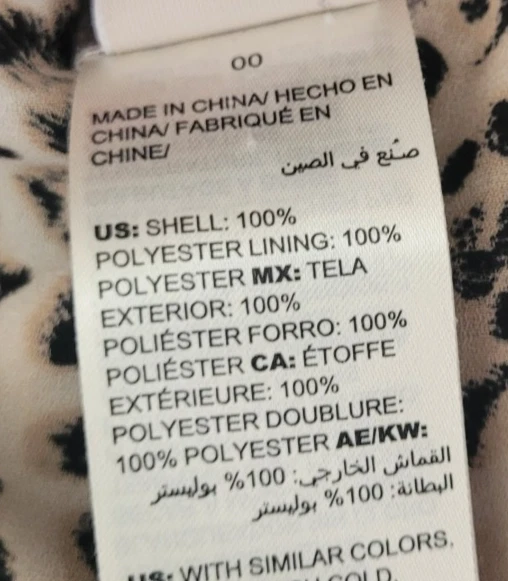 00
MADE IN CHINA/ HECHO EN
CHINA/ FABRIQUÉ EN
CHINE/
صنع في الصين
US: SHELL: 100%
POLYESTER LINING: 100%
POLYESTER MX: TELA
EXTERIOR: 100%
POLIÉSTER FORRO: 100%
POLIÉSTER CA: ÉTOFFE
EXTÉRIEURE: 100%
POLYESTER DOUBLURE:
100% POLYESTER AE/KW:
القماش الخارجي: 100% بوليستر
البطانة: 100% بوليستر
US: WITH SIMILAR COLORS.
COLD.